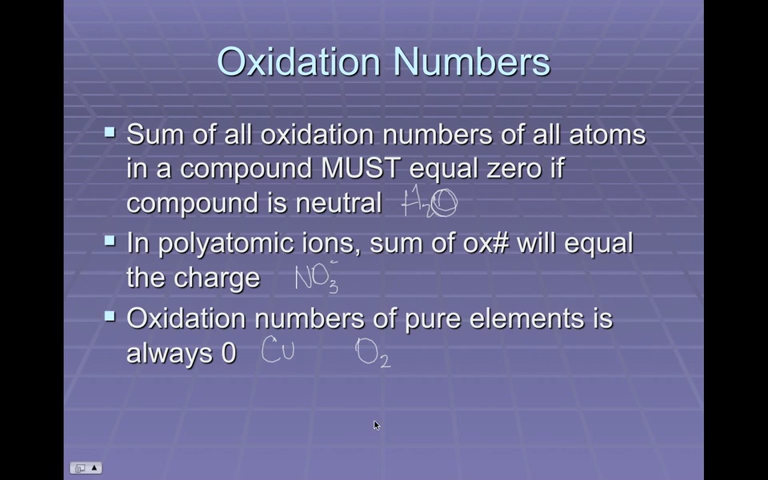 Oxidation Numbers
Sum of all oxidation numbers of all atoms
in a compound MUST equal zero if
compound is neutral H₂O
In polyatomic ions, sum of ox# will equal
the charge NO₃⁻
Oxidation numbers of pure elements is
always 0 Cu O₂